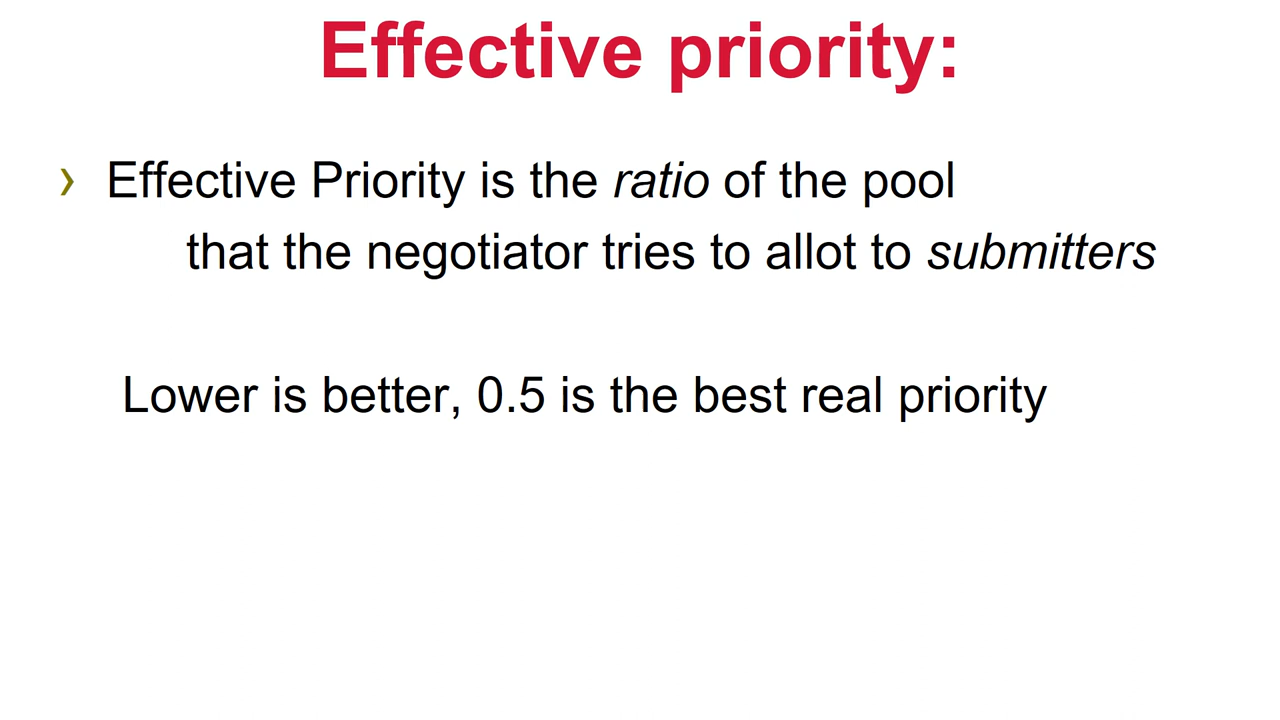 Effective priority:
› Effective Priority is the ratio of the pool
that the negotiator tries to allot to submitters
Lower is better, 0.5 is the best real priority